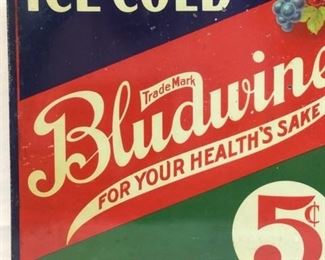 ICE COLD
Trade Mark
Bludwine
FOR YOUR HEALTH'S SAKE
5¢